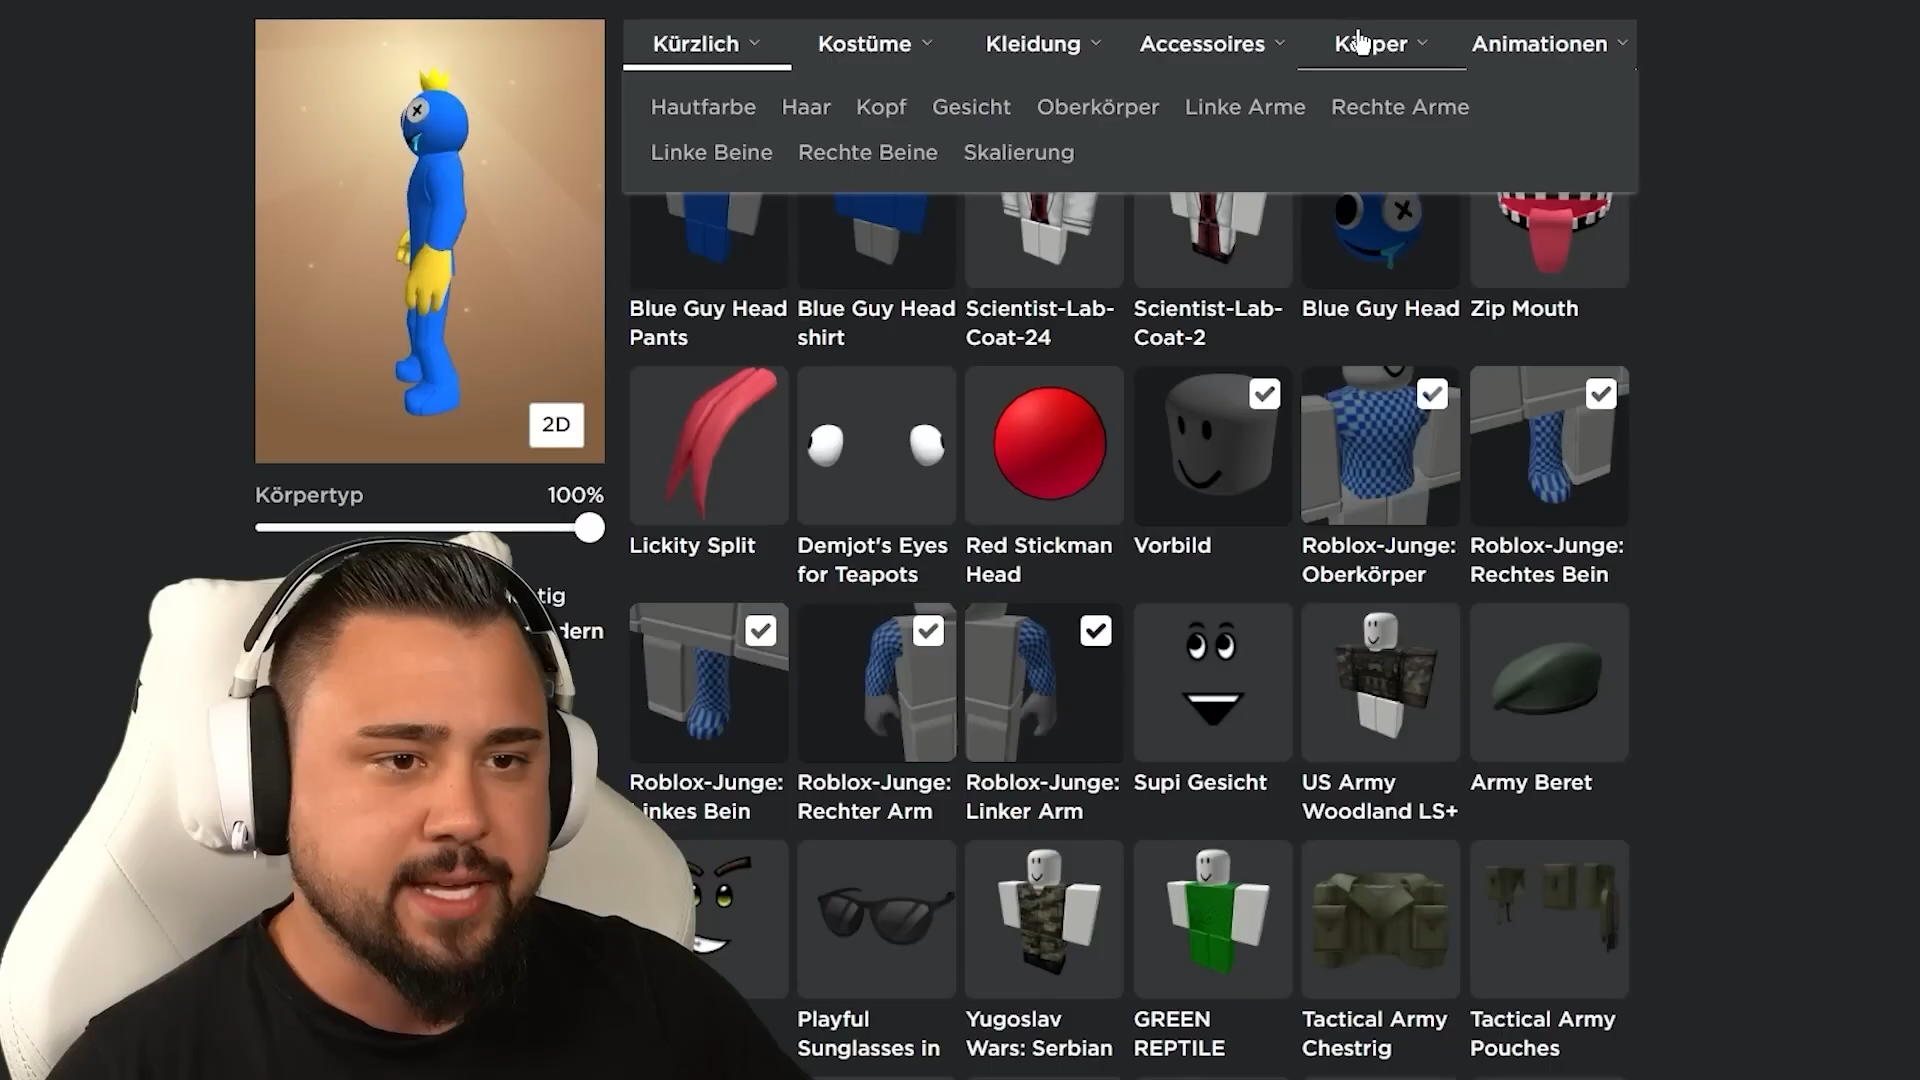 Kürzlich
Kostüme
Kleidung
Accessoires
Animationen
Hautfarbe
Haar
Kopf
Gesicht
Oberkörper
Linke Arme
Rechte Arme
Linke Beine
Rechte Beine
Skalierung
2D
Körpertyp
100%
Blue Guy Head
Pants
Blue Guy Head
shirt
Scientist-Lab-
Coat-24
Scientist-Lab-
Coat-2
Blue Guy Head
Zip Mouth
Lickity Split
Demjot's Eyes
for Teapots
Red Stickman
Head
Vorbild
Roblox-Junge:
Oberkörper
Roblox-Junge:
Rechtes Bein
Roblox-Junge:
Bein
Roblox-Junge:
Rechter Arm
Roblox-Junge:
Linker Arm
Supi Gesicht
US Army
Woodland LS+
Army Beret
Playful
Sunglasses in
Yugoslav
Wars: Serbian
GREEN
REPTILE
Tactical Army
Chestrig
Tactical Army
Pouches